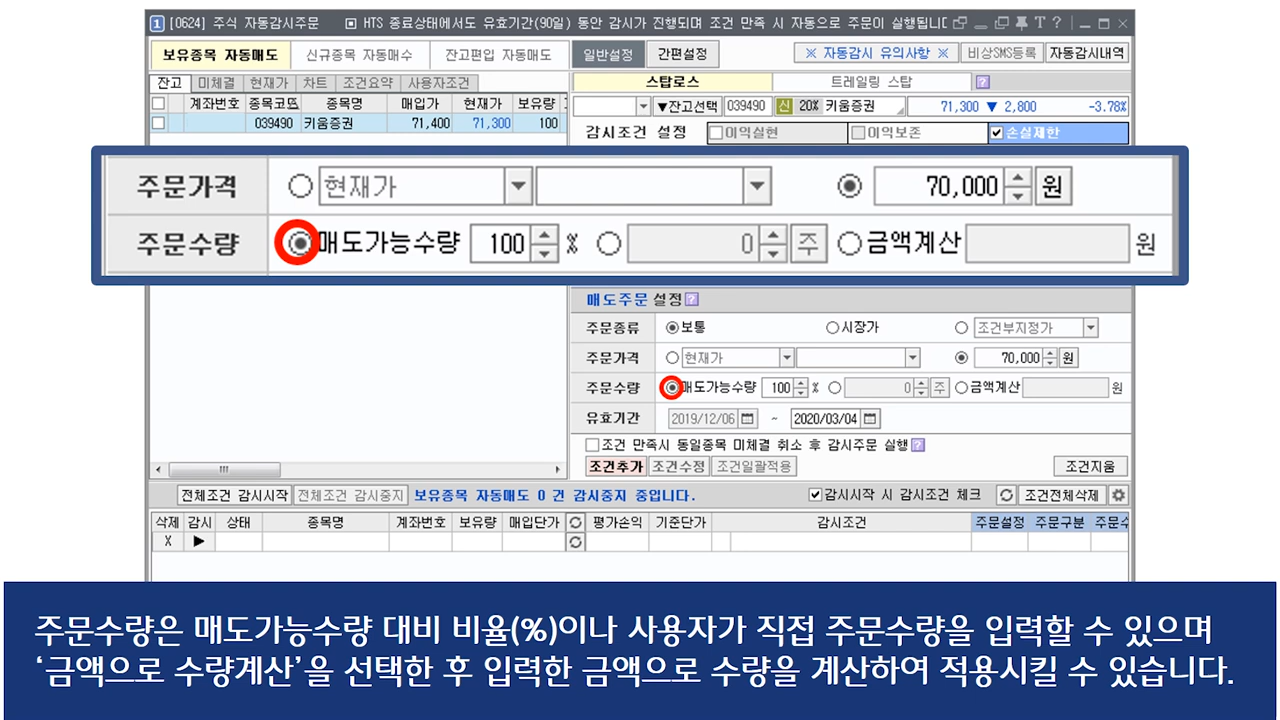 1 [0624] 주식 자동감시주문 HTS 종료상태에서도 유효기간(90일) 동안 감시가 진행되며 조건 만족 시 자동으로 주문이 실행됩니다 T ?
보유종목 자동매도 신규종목 자동매수 잔고편입 자동매도 일반설정 간편설정 ※ 자동감시 유의사항 ※ 비상SMS등록 자동감시내역
잔고 미체결 현재가 차트 조건요약 사용자조건 스탑로스 트레일링 스탑 ?
계좌번호 종목코드 종목명 매입가 현재가 보유량
▼잔고선택 039490 신 20% 키움증권 71,300 ▼ 2,800 -3.78%
039490 키움증권 71,400 71,300 100
감시조건 설정 이익실현 이익보존 손실제한
주문가격 현재가 70,000 원
주문수량 매도가능수량 100 % 0 주 금액계산 원
매도주문 설정 ?
주문종류 보통 시장가 조건부지정가
주문가격 현재가 70,000 원
주문수량 매도가능수량 100 % 0 주 금액계산 원
유효기간 2019/12/06 ~ 2020/03/04
조건 만족시 동일종목 미체결 취소 후 감시주문 실행 ?
조건추가 조건수정 조건일괄적용 조건지움
전체조건 감시시작 전체조건 감시중지 보유종목 자동매도 0 건 감시중지 중입니다. 감시시작 시 감시조건 체크 조건전체삭제
삭제 감시 상태 종목명 계좌번호 보유량 매입단가 평가손익 기준단가 감시조건 주문설정 주문구분
X ▶
주문수량은 매도가능수량 대비 비율(%)이나 사용자가 직접 주문수량을 입력할 수 있으며
‘금액으로 수량계산’을 선택한 후 입력한 금액으로 수량을 계산하여 적용시킬 수 있습니다.